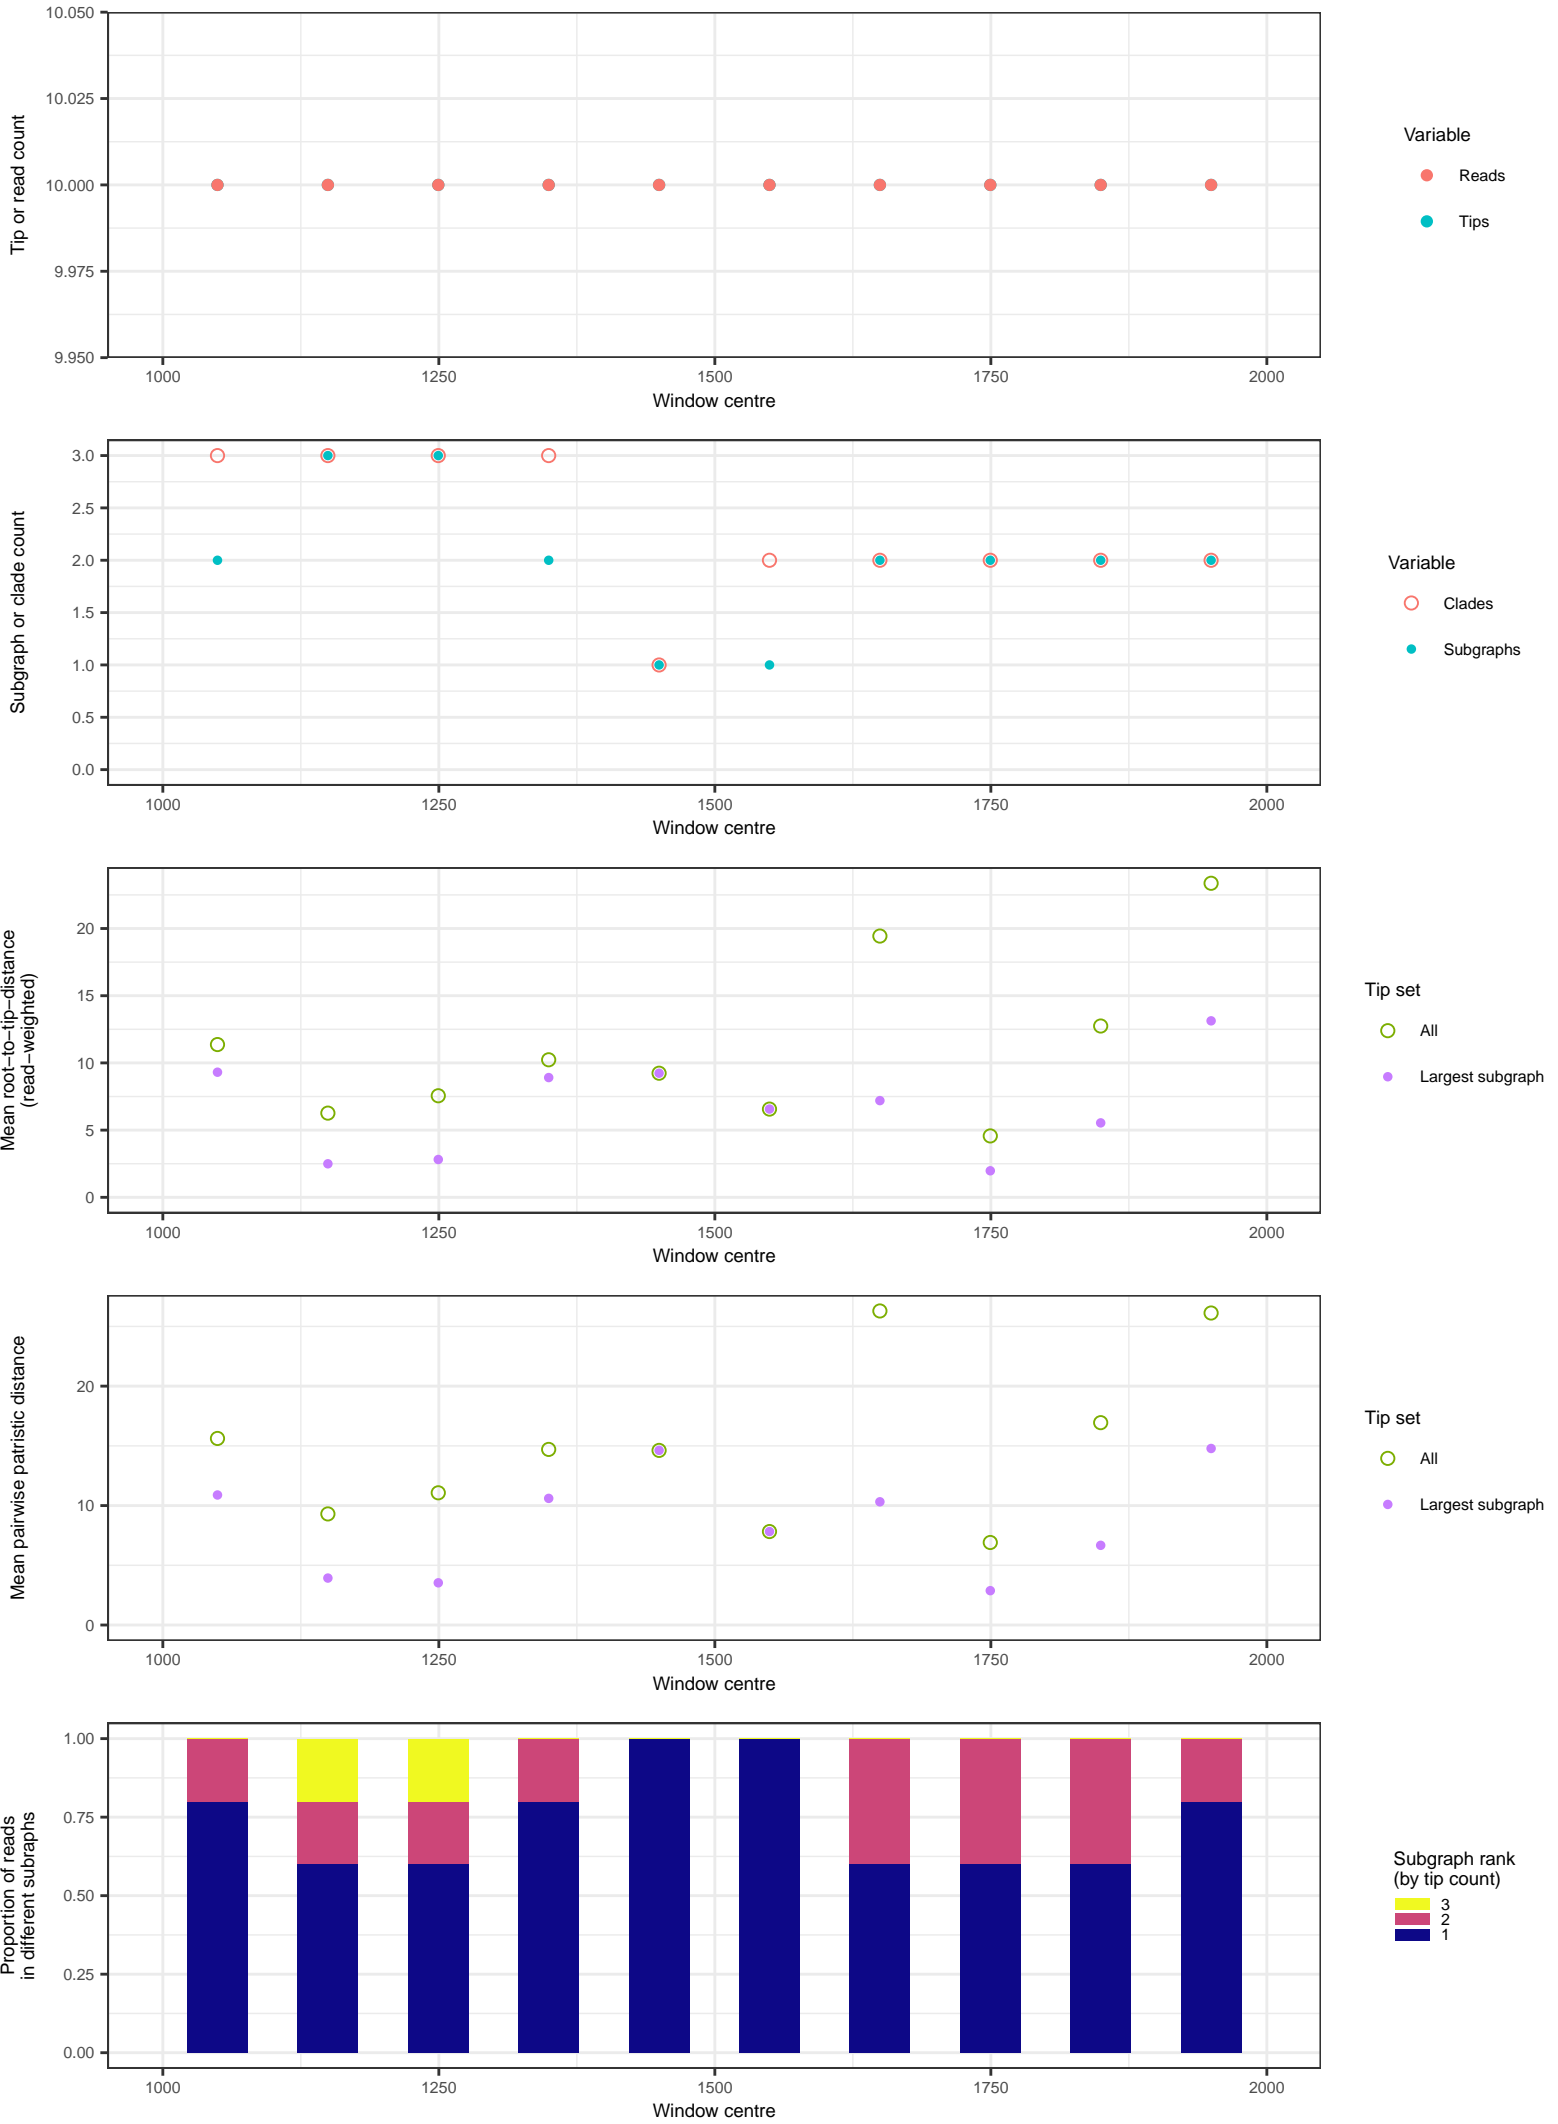 10.050
10.025
10.000
9.975
9.950
Tip or read count
1000
1250
1500
1750
2000
Window centre
Variable
Reads
Tips
3.0
2.5
2.0
1.5
1.0
0.5
0.0
Subgraph or clade count
1000
1250
1500
1750
2000
Window centre
Variable
Clades
Subgraphs
20
15
10
5
0
Mean root−to−tip−distance
(read−weighted)
1000
1250
1500
1750
2000
Window centre
Tip set
All
Largest subgraph
20
10
0
Mean pairwise patristic distance
1000
1250
1500
1750
2000
Window centre
Tip set
All
Largest subgraph
1.00
0.75
0.50
0.25
0.00
Proportion of reads
in different subraphs
1000
1250
1500
1750
2000
Window centre
Subgraph rank
(by tip count)
3
2
1